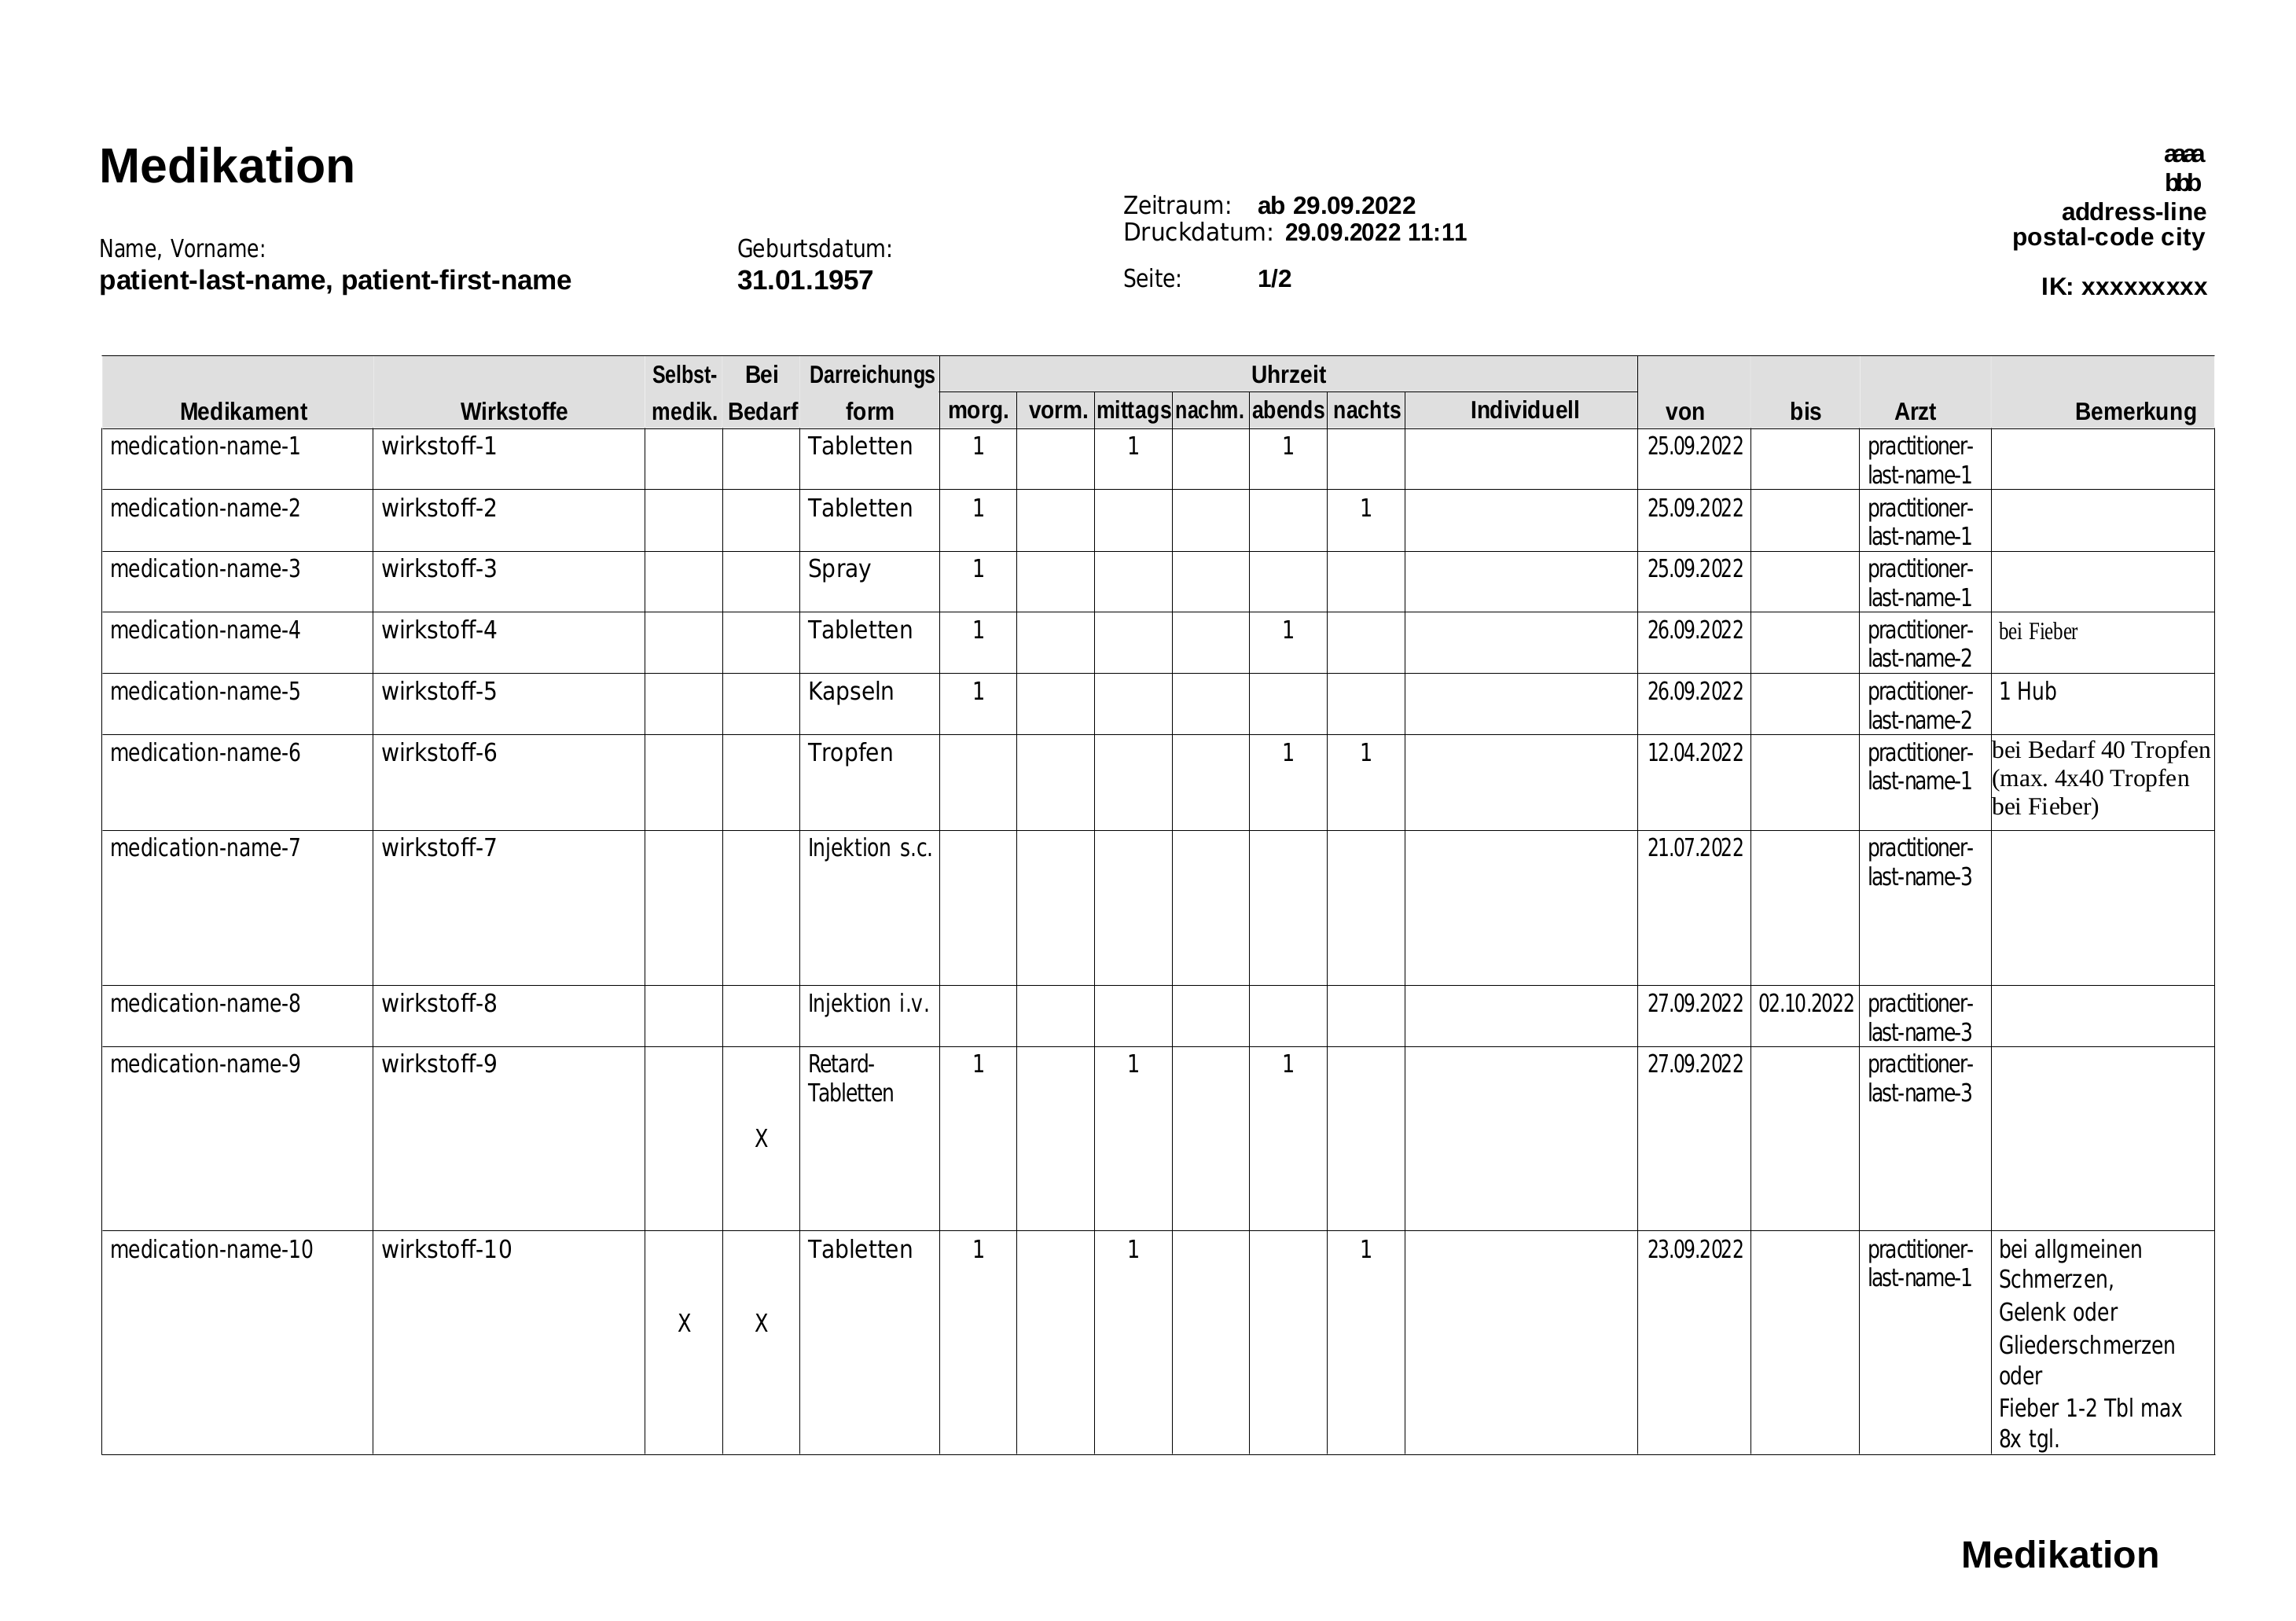 Medikation
aaaa
bbb
address-line
postal-code city
IK: xxxxxxxxx
Zeitraum: ab 29.09.2022
Druckdatum: 29.09.2022 11:11
Seite: 1/2
Name, Vorname:
patient-last-name, patient-first-name
Geburtsdatum:
31.01.1957
Medikament Wirkstoffe Selbst-medik. Bei Bedarf Darreichungs form Uhrzeit von bis Arzt Bemerkung
morg. vorm. mittags nachm. abends nachts Individuell
medication-name-1 wirkstoff-1 Tabletten 1 1 1 25.09.2022 practitioner-
last-name-1
medication-name-2 wirkstoff-2 Tabletten 1 1 25.09.2022 practitioner-
last-name-1
medication-name-3 wirkstoff-3 Spray 1 25.09.2022 practitioner-
last-name-1
medication-name-4 wirkstoff-4 Tabletten 1 1 26.09.2022 practitioner- bei Fieber
last-name-2
medication-name-5 wirkstoff-5 Kapseln 1 26.09.2022 practitioner- 1 Hub
last-name-2
medication-name-6 wirkstoff-6 Tropfen 1 1 12.04.2022 practitioner- bei Bedarf 40 Tropfen
last-name-1 (max. 4x40 Tropfen
bei Fieber)
medication-name-7 wirkstoff-7 Injektion s.c. 21.07.2022 practitioner-
last-name-3
medication-name-8 wirkstoff-8 Injektion i.v. 27.09.2022 02.10.2022 practitioner-
last-name-3
medication-name-9 wirkstoff-9 Retard- 1 1 1 27.09.2022 practitioner-
Tabletten last-name-3
X
medication-name-10 wirkstoff-10 Tabletten 1 1 1 23.09.2022 practitioner- bei allgmeinen
last-name-1 Schmerzen,
X X Gelenk oder
Gliederschmerzen
oder
Fieber 1-2 Tbl max
8x tgl.
Medikation